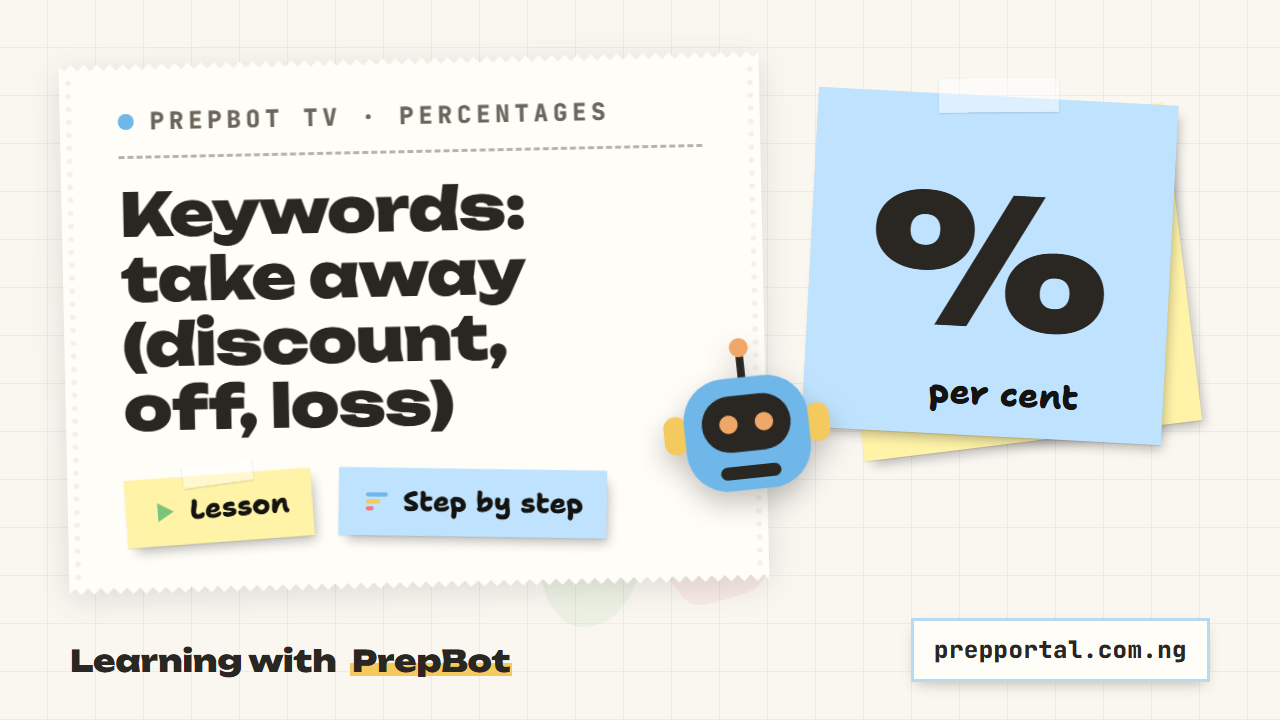 PREPBOT TV · PERCENTAGES
Keywords:
take away
(discount,
off, loss)
Lesson
Step by step
%
per cent
Learning with PrepBot
prepportal.com.ng